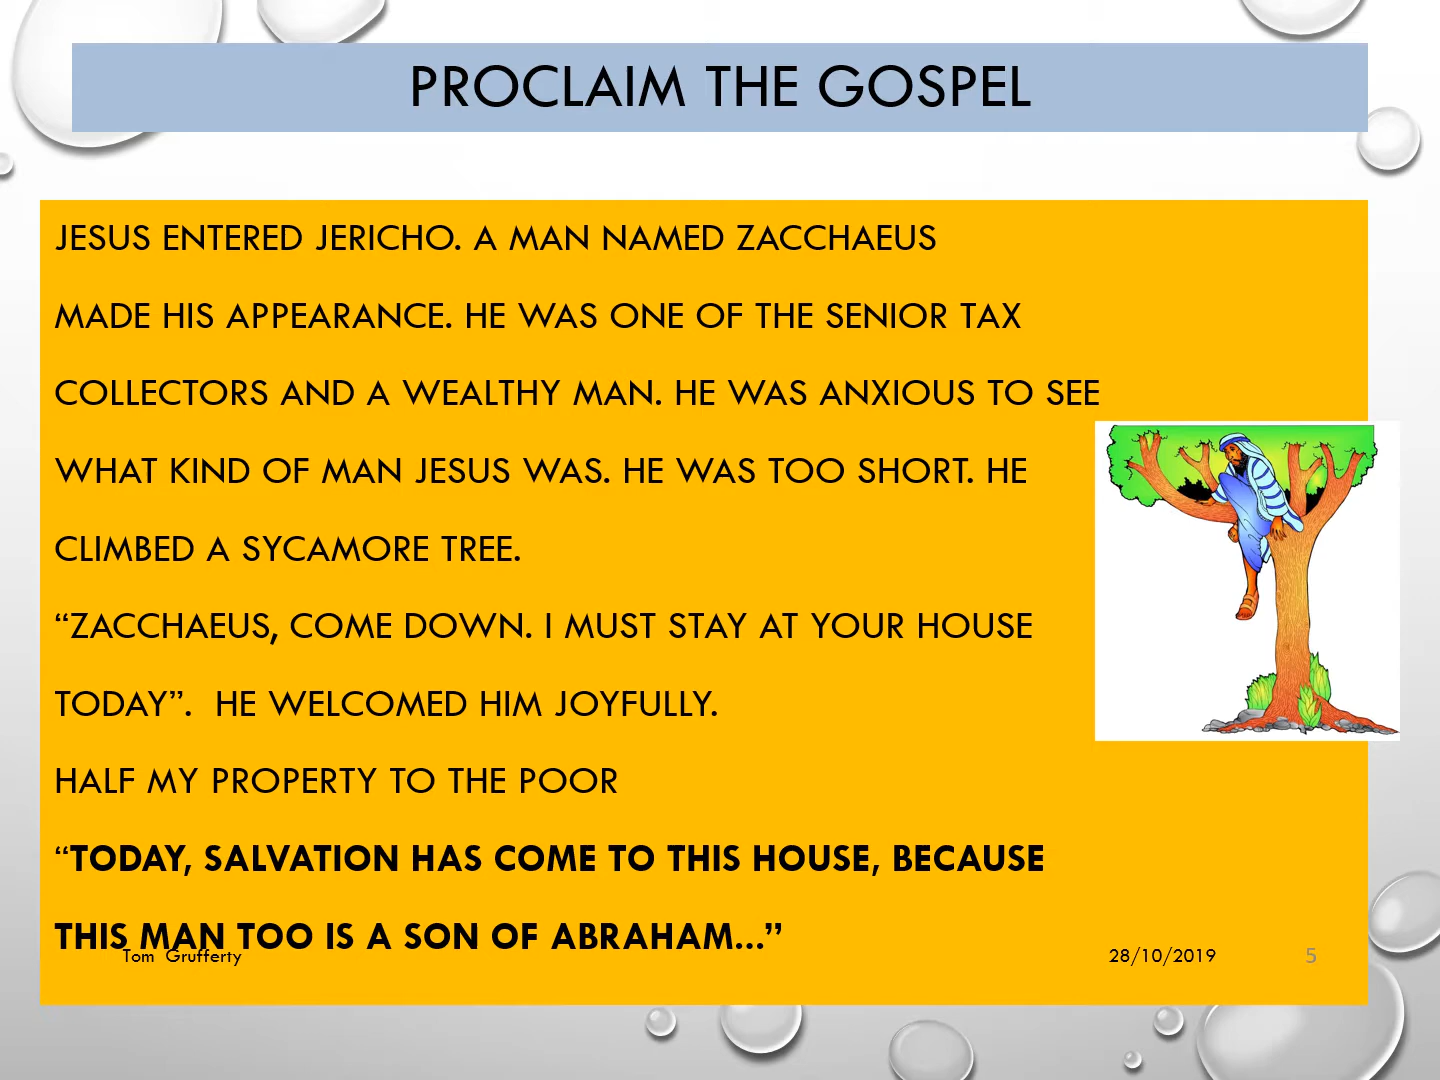 PROCLAIM THE GOSPEL
JESUS ENTERED JERICHO. A MAN NAMED ZACCHAEUS
MADE HIS APPEARANCE. HE WAS ONE OF THE SENIOR TAX
COLLECTORS AND A WEALTHY MAN. HE WAS ANXIOUS TO SEE
WHAT KIND OF MAN JESUS WAS. HE WAS TOO SHORT. HE
CLIMBED A SYCAMORE TREE.
“ZACCHAEUS, COME DOWN. I MUST STAY AT YOUR HOUSE
TODAY”.  HE WELCOMED HIM JOYFULLY.
HALF MY PROPERTY TO THE POOR
“TODAY, SALVATION HAS COME TO THIS HOUSE, BECAUSE
THIS MAN TOO IS A SON OF ABRAHAM…”
Tom  Grufferty 28/10/2019 5